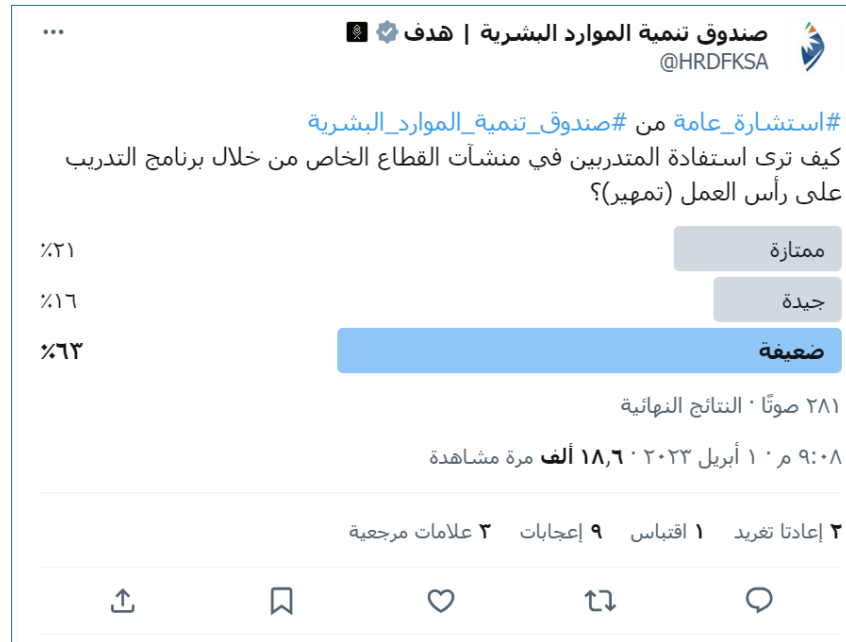 صندوق تنمية الموارد البشرية | هدف
@HRDFKSA
#استشارة_عامة من #صندوق_تنمية_الموارد_البشرية
كيف ترى استفادة المتدربين في منشآت القطاع الخاص من خلال برنامج التدريب
على رأس العمل (تمهير)؟
ممتازة ٢١٪
جيدة ١٦٪
ضعيفة ٦٣٪
٢٨١ صوتًا · النتائج النهائية
٩:٠٨ م · ١ أبريل ٢٠٢٣ · ١٨,٦ ألف مرة مشاهدة
٢ إعادتا تغريد ١ اقتباس ٩ إعجابات ٣ علامات مرجعية